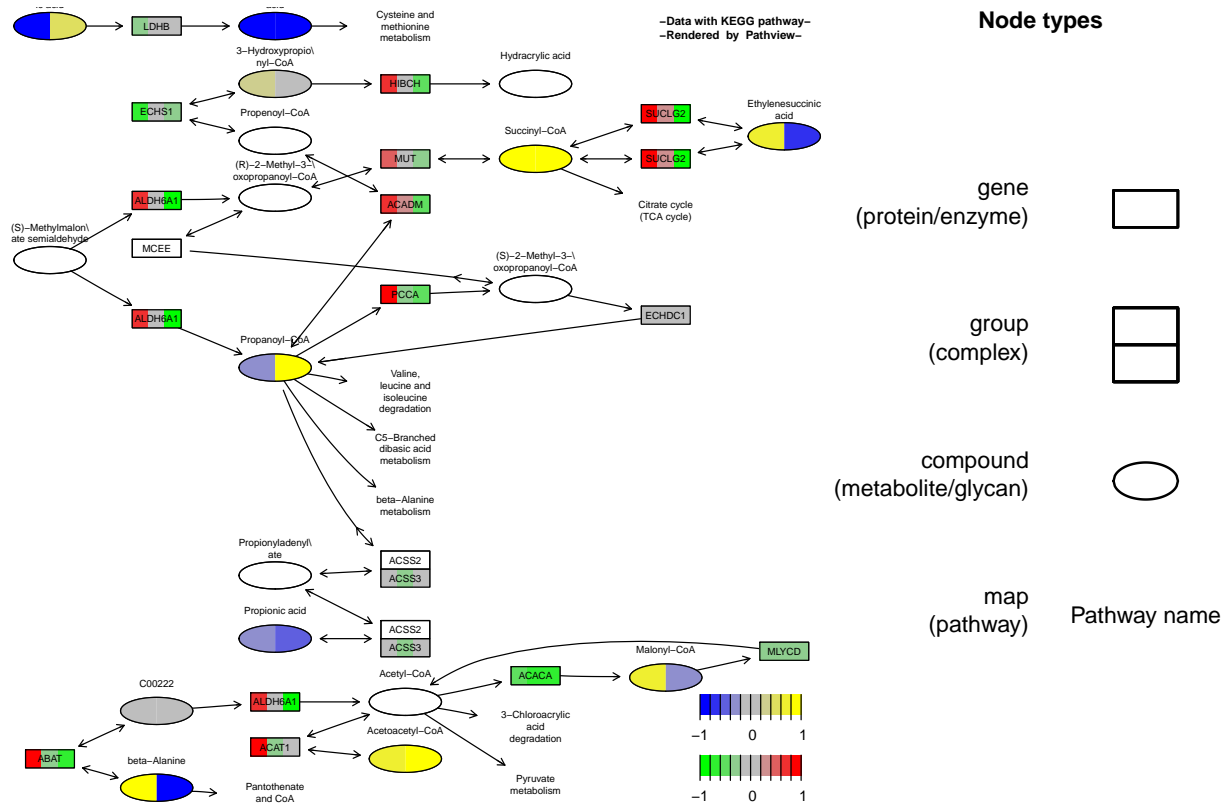 LDHB
Cysteine and
methionine
metabolism
−Data with KEGG pathway−
−Rendered by Pathview−
Node types
3−Hydroxypropio\
nyl−CoA
HIBCH
Hydracrylic acid
ECHS1
Propenoyl−CoA
SUCLG2
Ethylenesuccinic
acid
Succinyl−CoA
(R)−2−Methyl−3−\
oxopropanoyl−CoA
MUT
SUCLG2
ALDH6A1
ACADM
Citrate cycle
(TCA cycle)
gene
(protein/enzyme)
(S)−Methylmalon\
ate semialdehyde
MCEE
(S)−2−Methyl−3−\
oxopropanoyl−CoA
PCCA
ALDH6A1
ECHDC1
group
(complex)
Propanoyl−CoA
Valine,
leucine and
isoleucine
degradation
C5−Branched
dibasic acid
metabolism
compound
(metabolite/glycan)
beta−Alanine
metabolism
Propionyladenyl\
ate
ACSS2
ACSS3
Propionic acid
ACSS2
ACSS3
map
(pathway)
Pathway name
MLYCD
Malonyl−CoA
Acetyl−CoA
ACACA
C00222
ALDH6A1
3−Chloroacrylic
acid
degradation
−1
0
1
ACAT1
Acetoacetyl−CoA
ABAT
beta−Alanine
Pantothenate
and CoA
Pyruvate
metabolism
−1
0
1